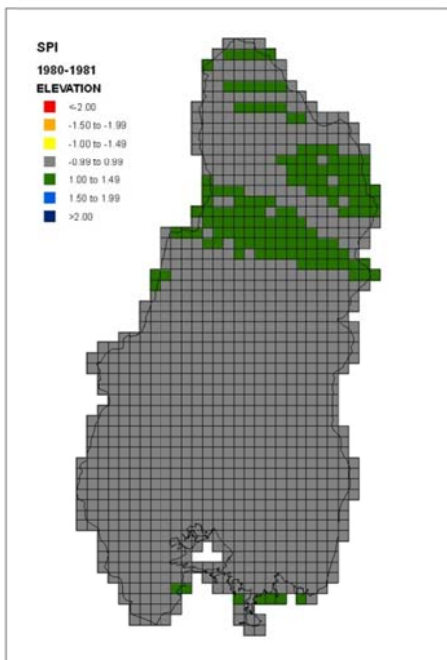 SPI
1980-1981
ELEVATION
<-2.00
-1.50 to -1.99
-1.00 to -1.49
-0.99 to 0.99
1.00 to 1.49
1.50 to 1.99
>2.00